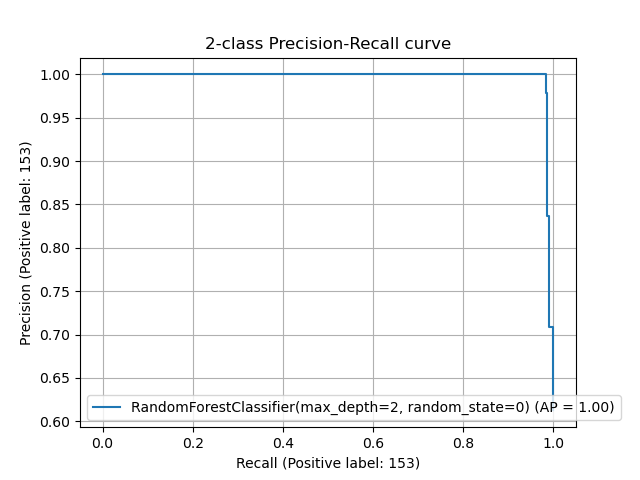 2-class Precision-Recall curve
1.00
0.95
0.90
0.85
0.80
0.75
0.70
0.65
0.60
Precision (Positive label: 153)
RandomForestClassifier(max_depth=2, random_state=0) (AP = 1.00)
0.0 0.2 0.4 0.6 0.8 1.0
Recall (Positive label: 153)